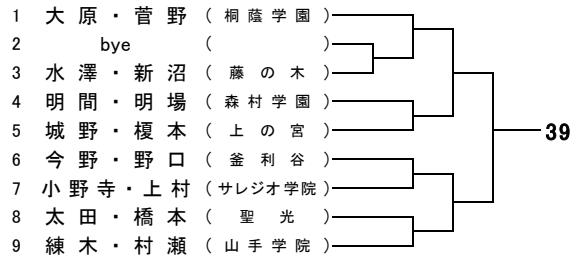 1 大原・菅野 ( 桐蔭学園 )
2 bye ( )
3 水澤・新沼 ( 藤の木 )
4 明間・明場 ( 森村学園 )
5 城野・榎本 ( 上の宮 )
6 今野・野口 ( 釜利谷 )
7 小野寺・上村 ( サレジオ学院 )
8 太田・橋本 ( 聖光 )
9 練木・村瀬 ( 山手学院 )
39